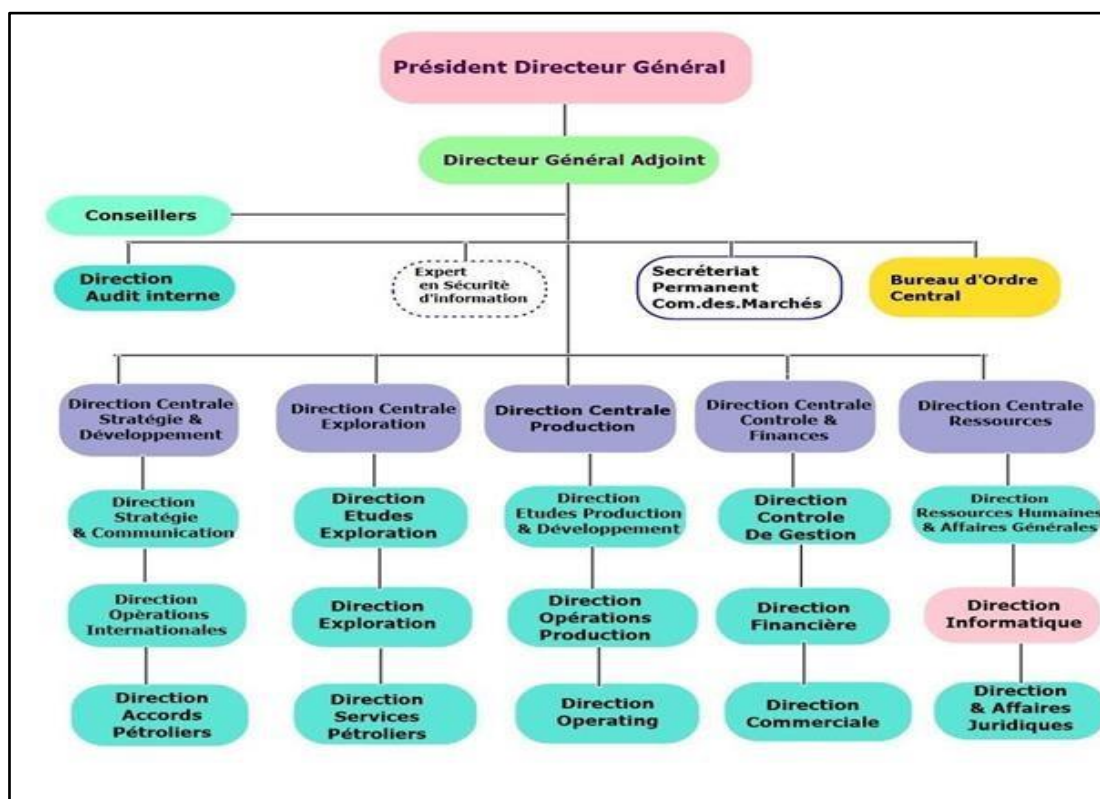 Président Directeur Général
Directeur Général Adjoint
Conseillers
Direction
Audit interne
Expert
en Sécuritè
d'information
Secréteriat
Permanent
Com.des.Marchés
Bureau d'Ordre
Central
Direction Centrale
Stratégie &
Développement
Direction Centrale
Exploration
Direction Centrale
Production
Direction Centrale
Controle &
Finances
Direction Centrale
Ressources
Direction
Stratégie
& Communication
Direction
Etudes
Exploration
Direction
Etudes Production
& Développement
Direction
Controle
De Gestion
Direction
Ressources Humaines
& Affaires Générales
Direction
Opèrations
Internationales
Direction
Exploration
Direction
Opérations
Production
Direction
Financière
Direction
Informatique
Direction
Accords
Pétroliers
Direction
Services
Pétroliers
Direction
Operating
Direction
Commerciale
Direction
& Affaires
Juridiques